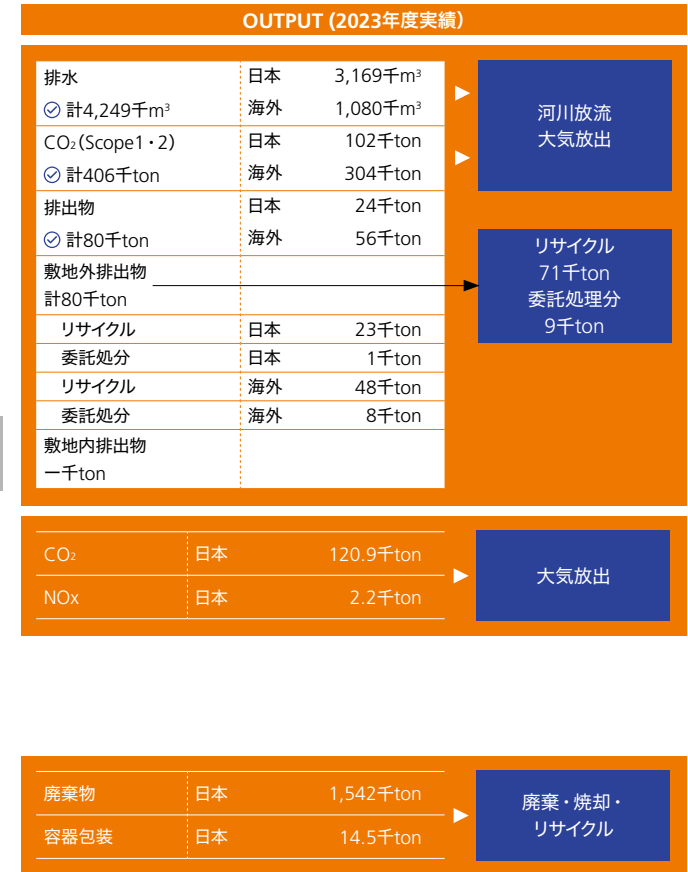 OUTPUT (2023年度実績)
排水 日本 3,169千m³
計4,249千m³ 海外 1,080千m³
CO₂(Scope1・2) 日本 102千ton
計406千ton 海外 304千ton
河川放流
大気放出
排出物 日本 24千ton
計80千ton 海外 56千ton
敷地外排出物
計80千ton
リサイクル
71千ton
委託処理分
9千ton
リサイクル 日本 23千ton
委託処分 日本 1千ton
リサイクル 海外 48千ton
委託処分 海外 8千ton
敷地内排出物
ー千ton
CO₂ 日本 120.9千ton
NOx 日本 2.2千ton
大気放出
廃棄物 日本 1,542千ton
容器包装 日本 14.5千ton
廃棄・焼却・
リサイクル